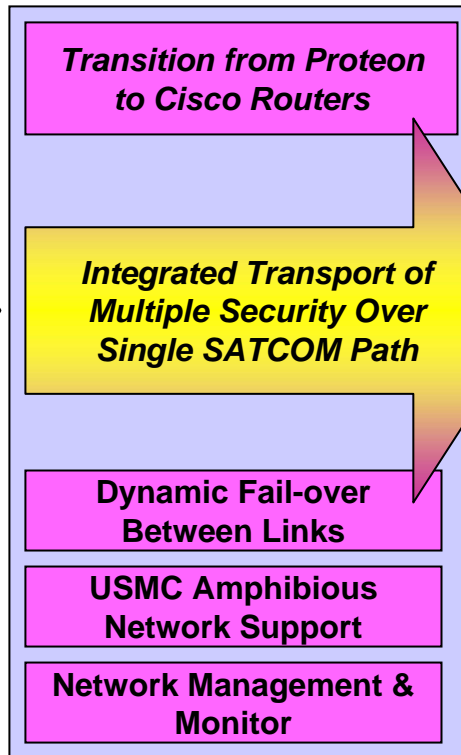 Transition from Proteon
to Cisco Routers
Integrated Transport of
Multiple Security Over
Single SATCOM Path
Dynamic Fail-over
Between Links
USMC Amphibious
Network Support
Network Management &
Monitor